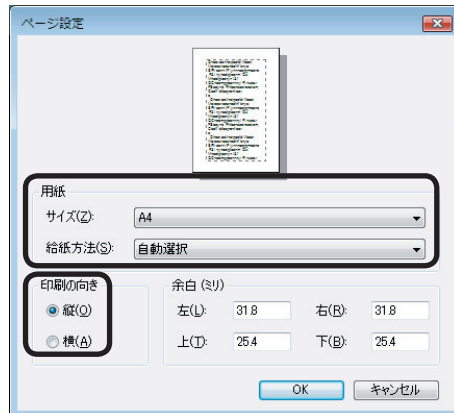 ページ設定
用紙
サイズ(Z): A4
給紙方法(S): 自動選択
印刷の向き
縦(O)
横(A)
余白 (ミリ)
左(L): 31.8 右(R): 31.8
上(T): 25.4 下(B): 25.4
OK キャンセル